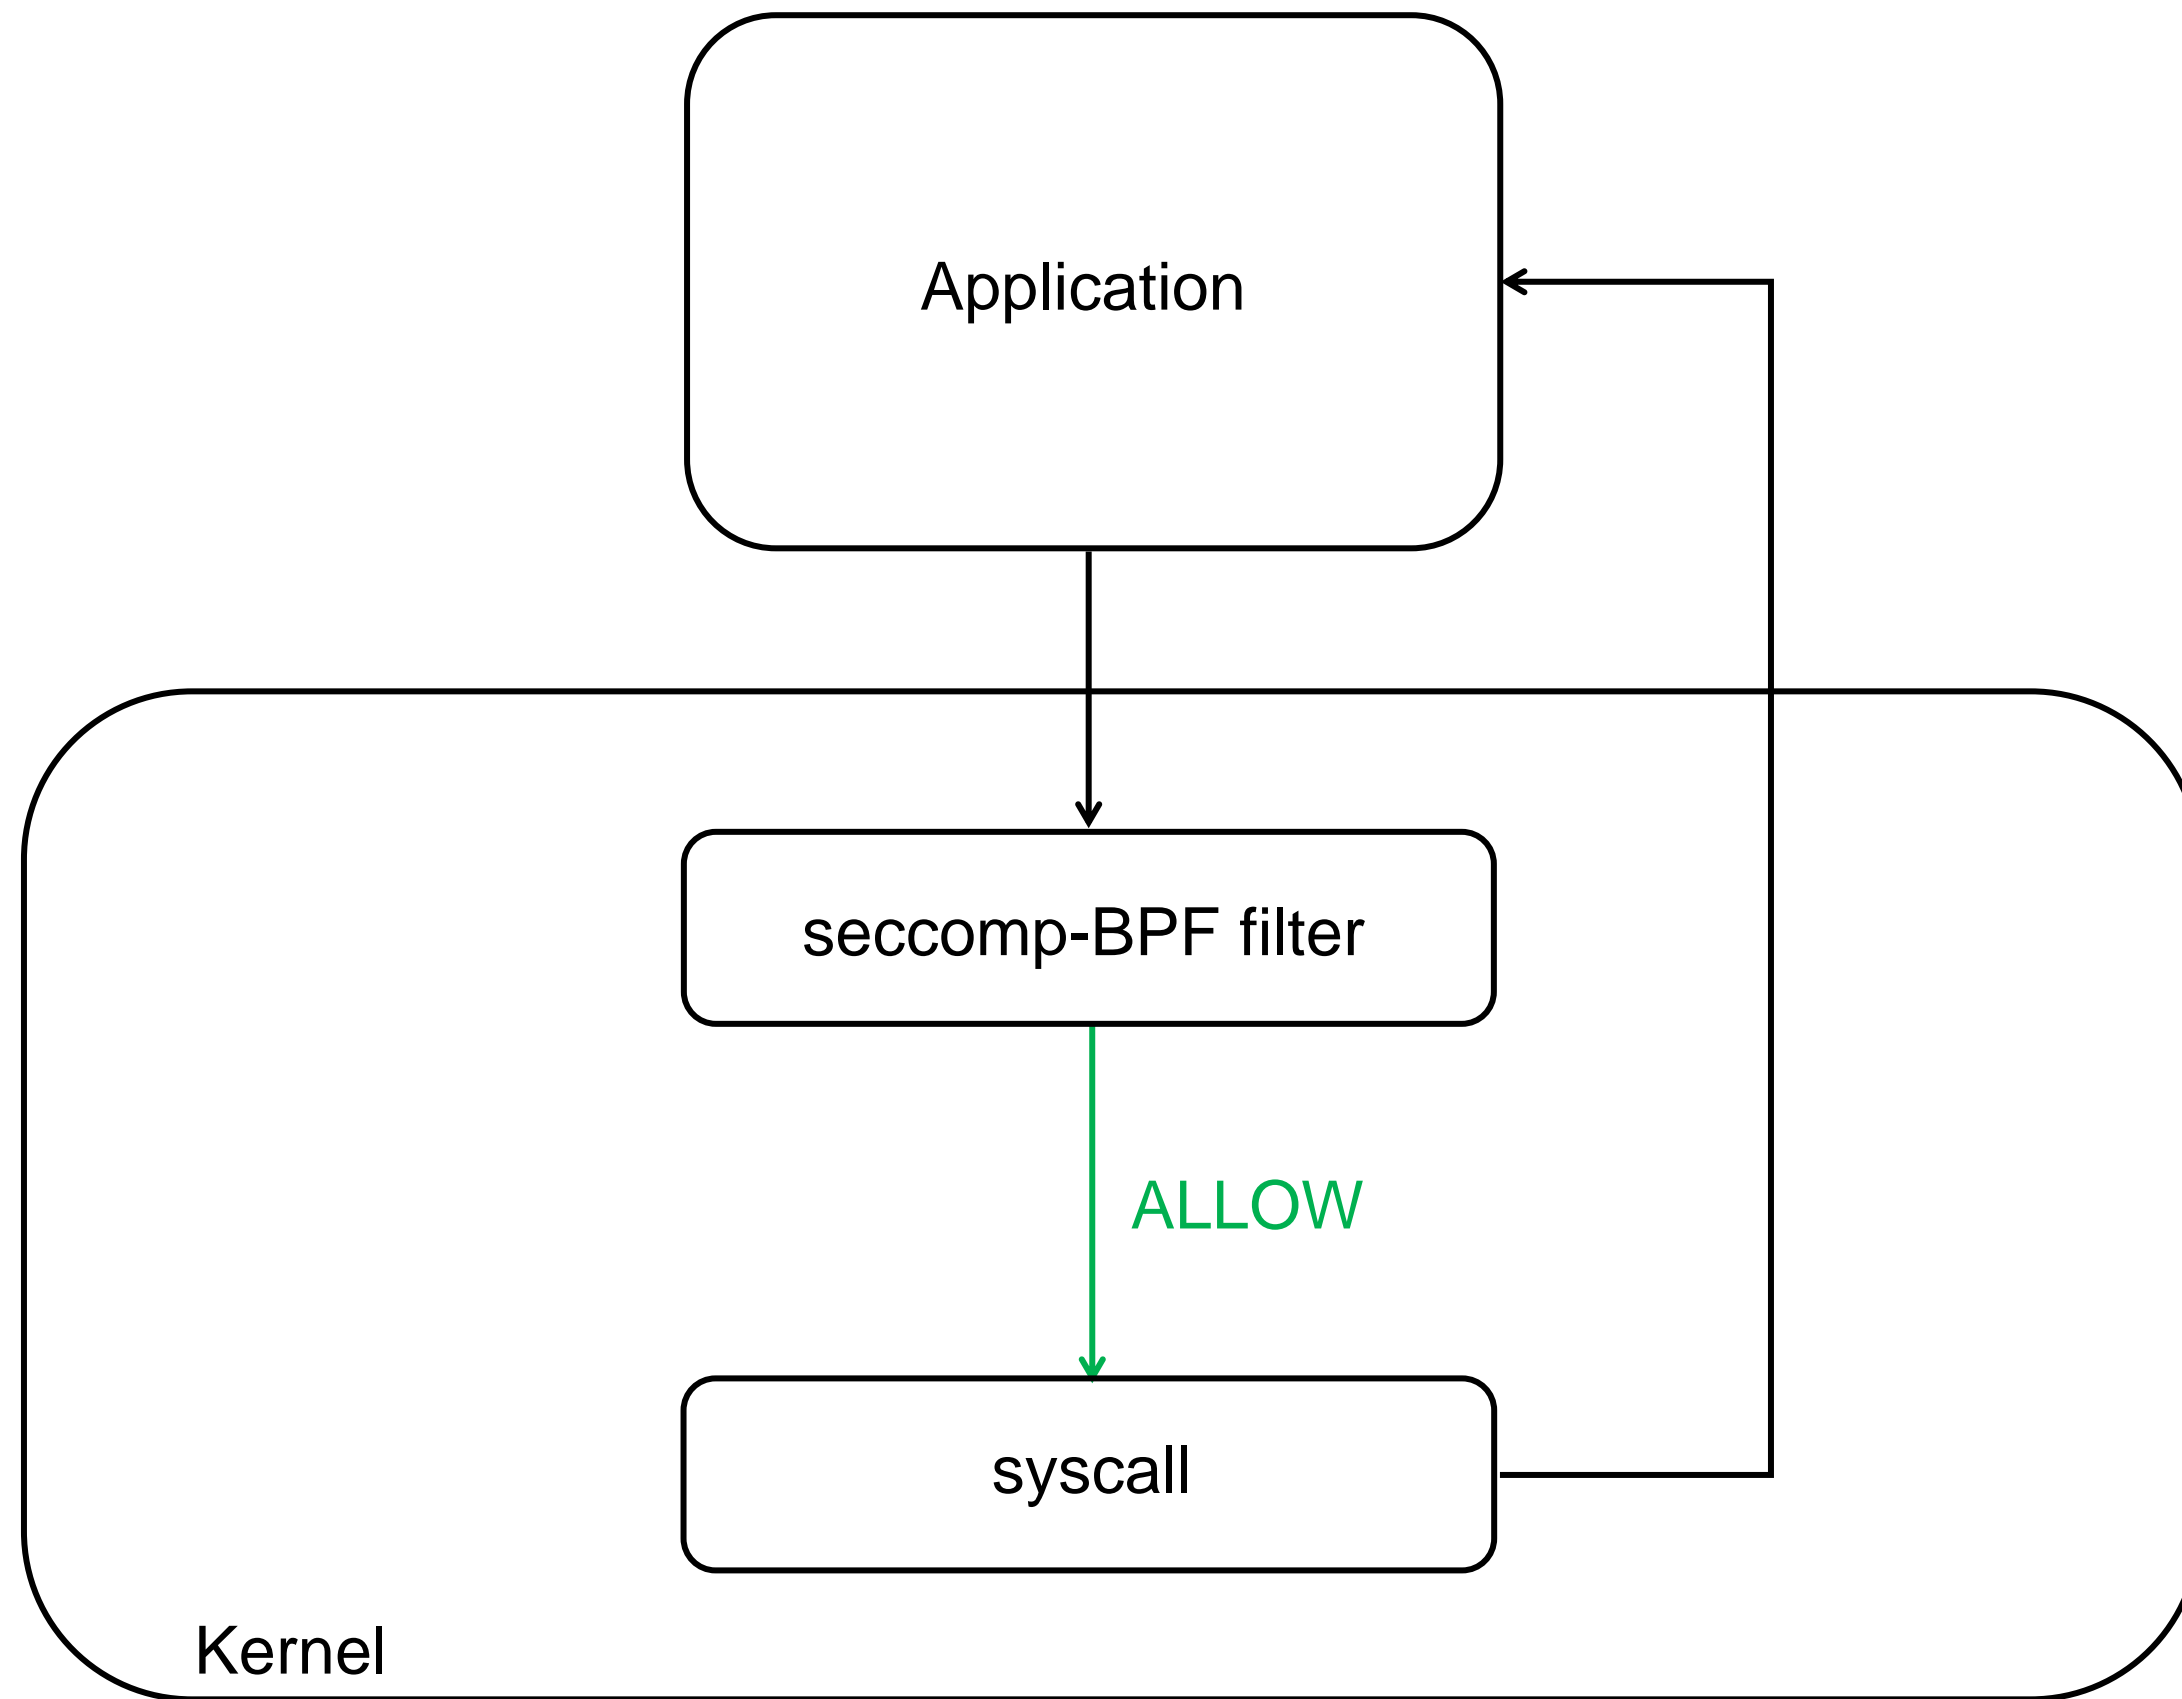 Application
seccomp-BPF filter
ALLOW
syscall
Kernel